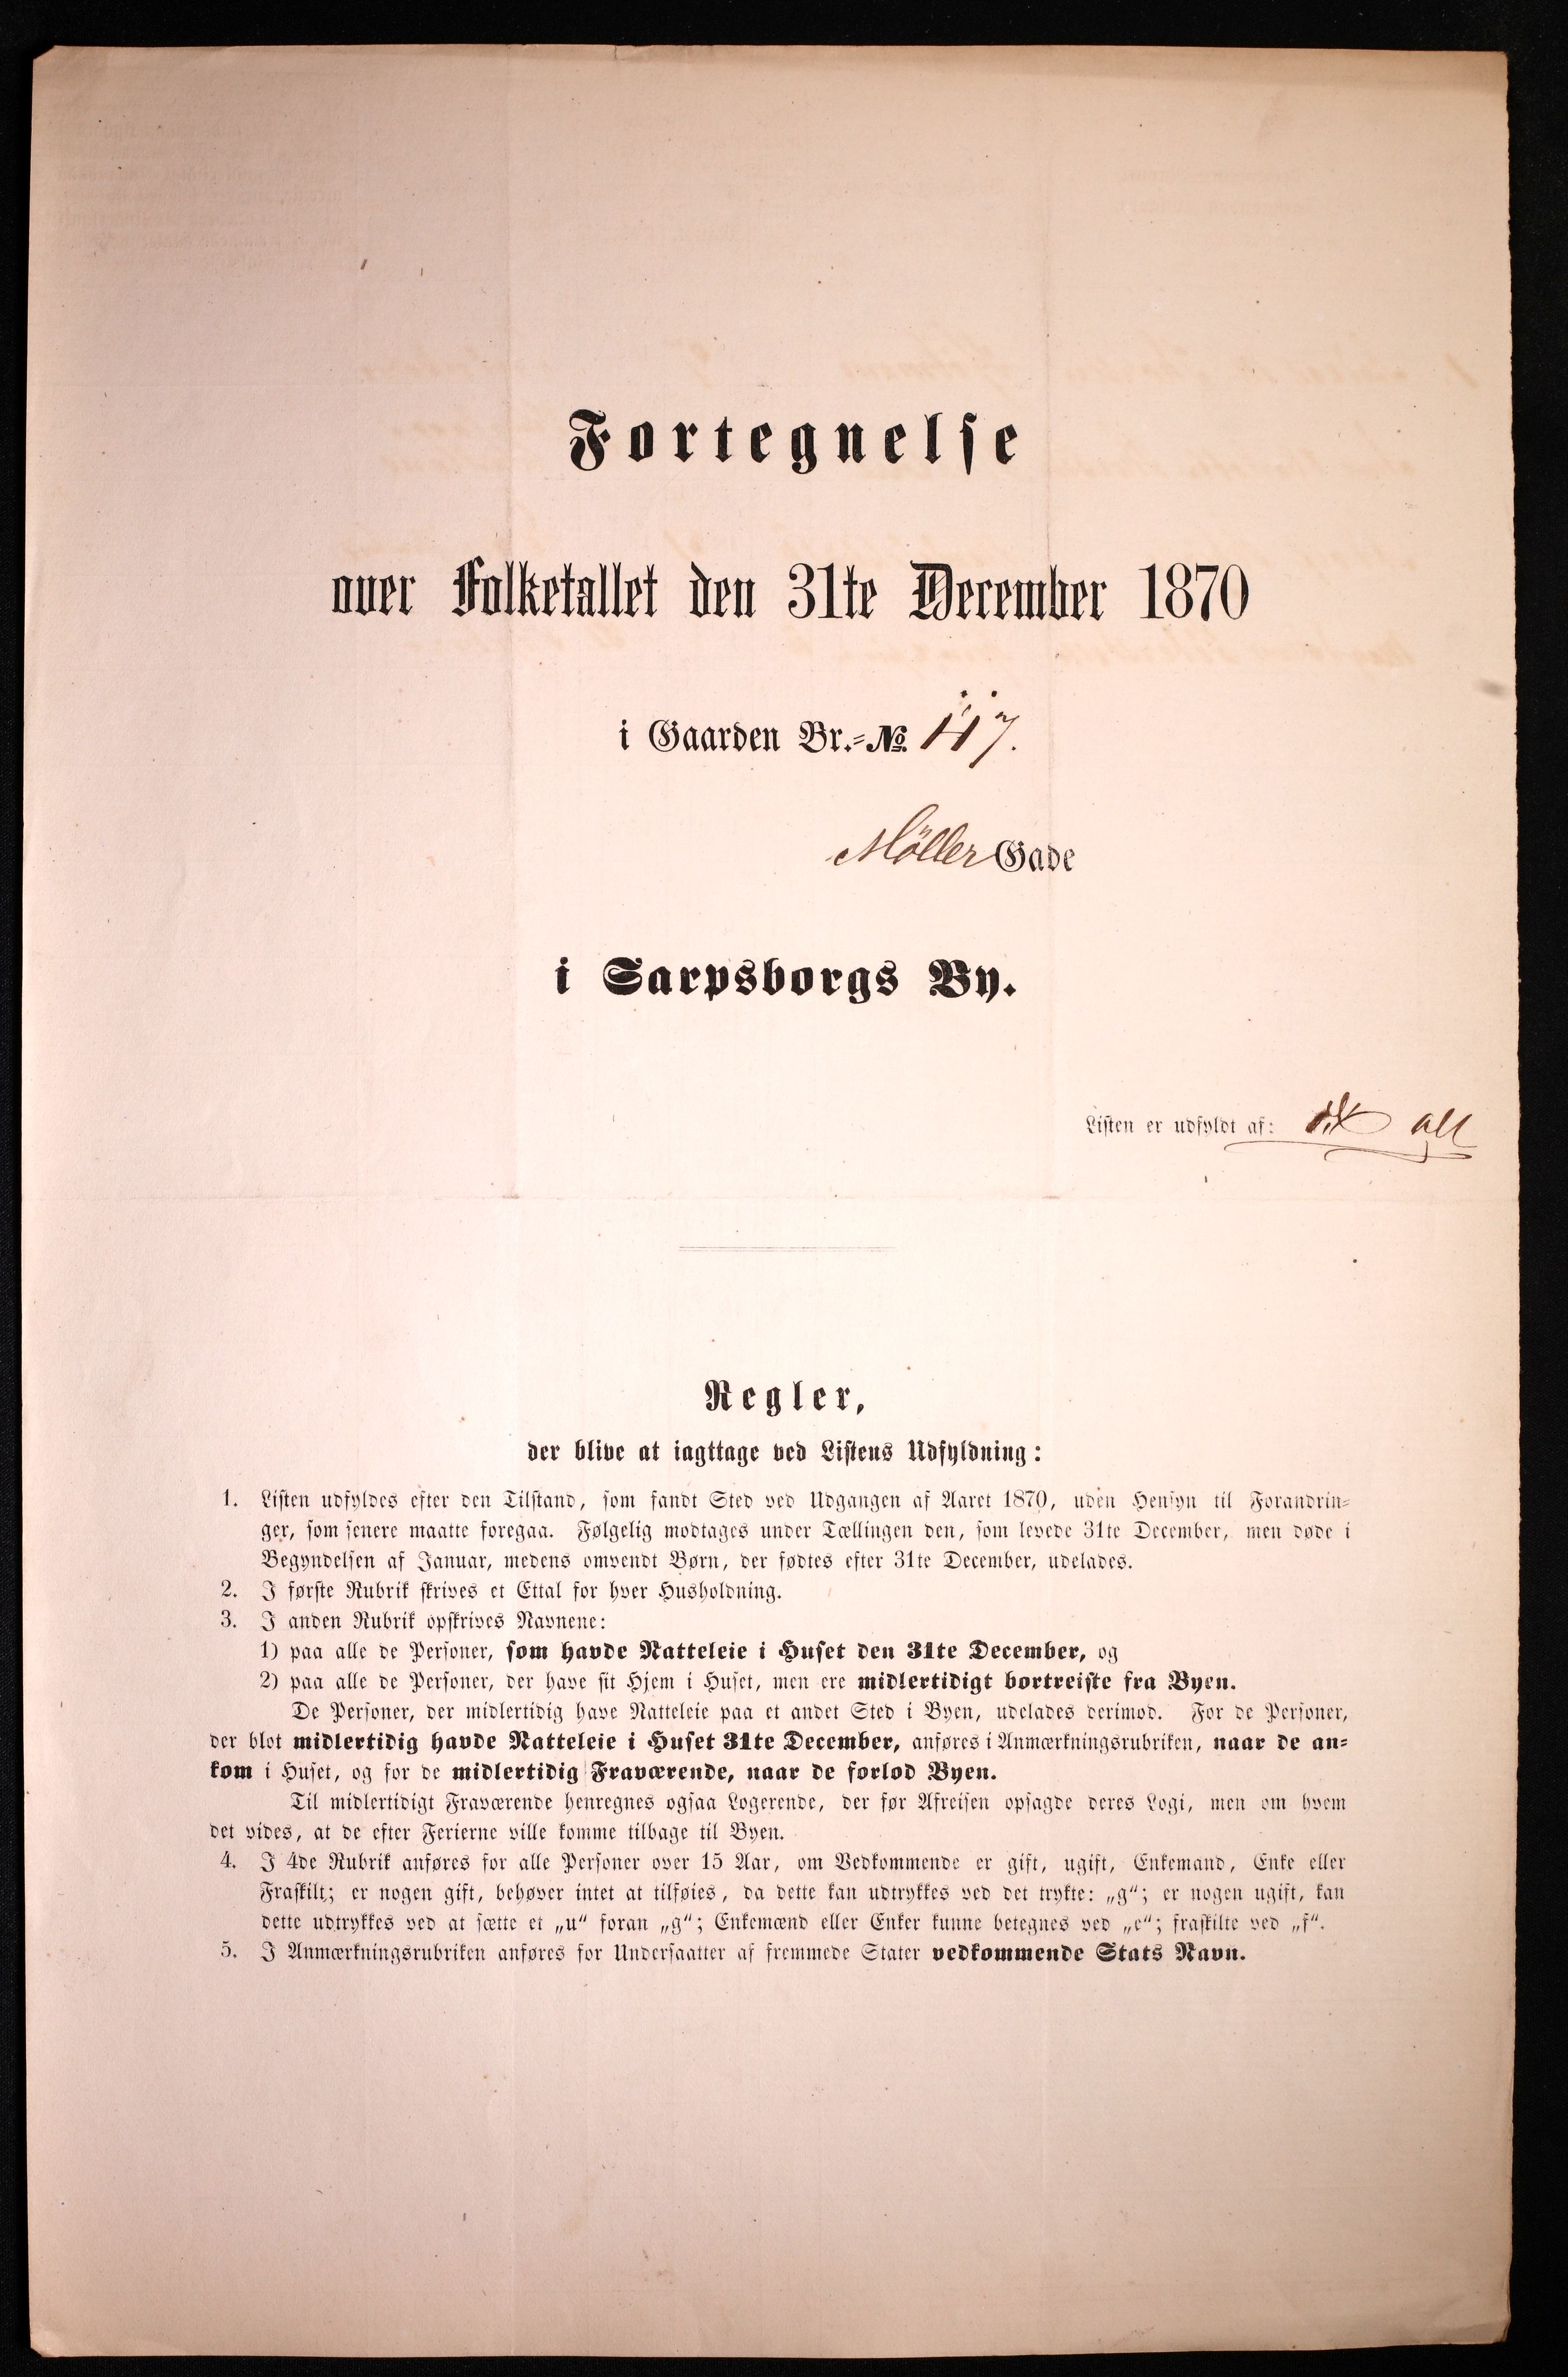 Fortegnelse
over Folketallet den 31te December 1870
i Gaarden Br.=No. 117.
Møller Gade
i Sarpsborgs By.
Listen er udfyldt af:
Regler,
der blive at iagttage ved Listens Udfyldning:
1. Listen udfyldes efter den Tilstand, som fandt Sted ved Udgangen af Aaret 1870, uden Hensyn til Forandrin=
ger, som senere maatte foregaa. Følgelig modtages under Tællingen den, som levede 31te December, men døde i
Begyndelsen af Januar, medens omvendt Børn, der fødtes efter 31te December, udelades.
2. I første Rubrik skrives et Ettal for hver Husholdning.
3. I anden Rubrik opskrives Navnene:
1) paa alle de Personer, som havde Natteleie i Huset den 31te December, og
2) paa alle de Personer, der have sit Hjem i Huset, men ere midlertidigt bortreiste fra Byen.
De Personer, der midlertidig have Natteleie paa et andet Sted i Byen, udelades derimod. For de Personer,
der blot midlertidig havde Natteleie i Huset 31te December, anføres i Anmærkningsrubriken, naar de an=
kom i Huset, og for de midlertidig Fraværende, naar de forlod Byen.
Til midlertidigt Fraværende henregnes ogsaa Logerende, der før Afreisen opsagde deres Logi, men om hvem
det vides, at de efter Ferierne ville komme tilbage til Byen.
4. I 4de Rubrik anføres for alle Personer over 15 Aar, om Vedkommende er gift, ugift, Enkemand, Enke eller
Fraskilt; er nogen gift, behøver intet at tilføies, da dette kan udtrykkes ved det trykte: „g“; er nogen ugift, kan
dette udtrykkes ved at sætte et „u“ foran „g“; Enkemænd eller Enker kunne betegnes ved „e“; fraskilte ved „f“.
5. I Anmærkningsrubriken anføres for Undersaatter af fremmede Stater vedkommende Stats Navn.